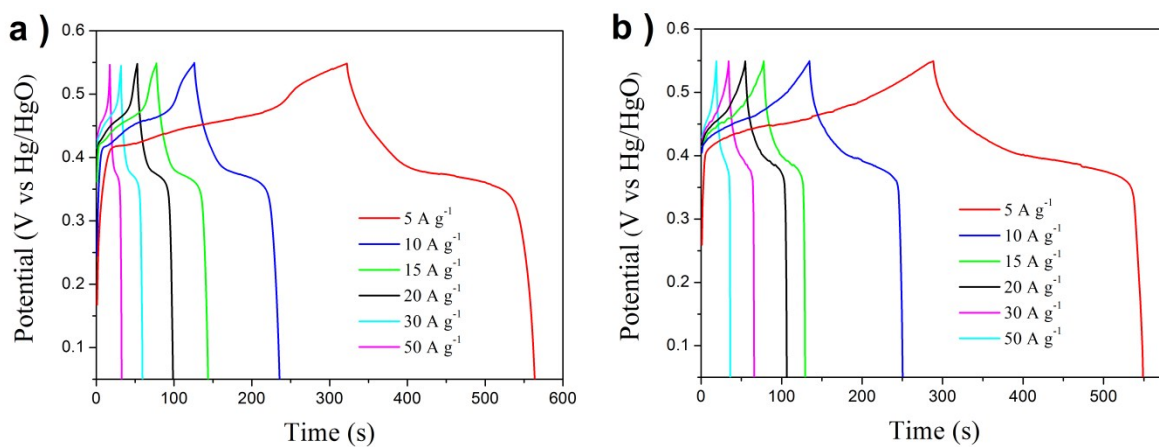 a )
Potential (V vs Hg/HgO)
0.6
0.5
0.4
0.3
0.2
0.1
5 A g⁻¹
10 A g⁻¹
15 A g⁻¹
20 A g⁻¹
30 A g⁻¹
50 A g⁻¹
0 100 200 300 400 500 600
Time (s)
b )
Potential (V vs Hg/HgO)
0.6
0.5
0.4
0.3
0.2
0.1
5 A g⁻¹
10 A g⁻¹
15 A g⁻¹
20 A g⁻¹
30 A g⁻¹
50 A g⁻¹
0 100 200 300 400 500
Time (s)